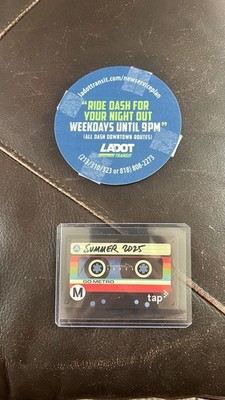 ladottransit.com/newserviceplan
"RIDE DASH FOR
YOUR NIGHT OUT
WEEKDAYS UNTIL 9PM"
(ALL DASH DOWNTOWN ROUTES)
LADOT
TRANSIT
(213/310/323 or 818) 808-2273
A
SUMMER 2025
GO METRO
M
tap